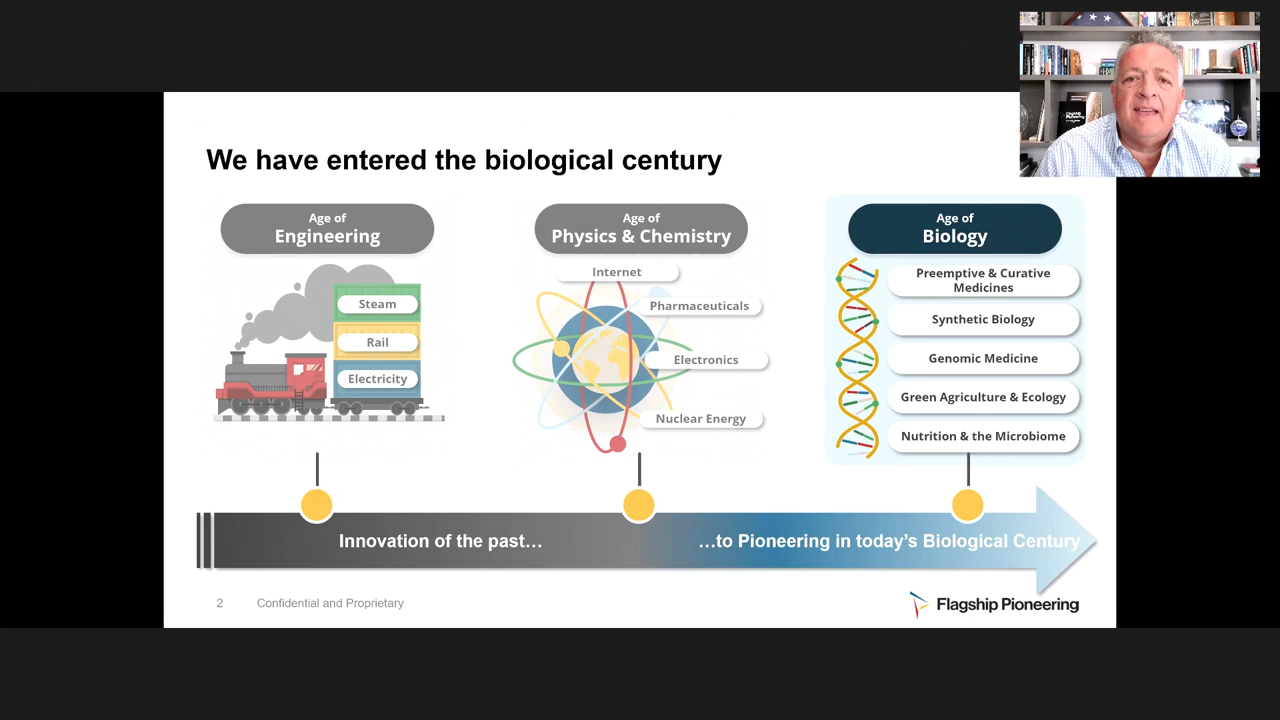 We have entered the biological century
Age of
Engineering
Steam
Rail
Electricity
Age of
Physics & Chemistry
Internet
Pharmaceuticals
Electronics
Nuclear Energy
Age of
Biology
Preemptive & Curative
Medicines
Synthetic Biology
Genomic Medicine
Green Agriculture & Ecology
Nutrition & the Microbiome
Innovation of the past…
…to Pioneering in today’s Biological Century
2
Confidential and Proprietary
Flagship Pioneering